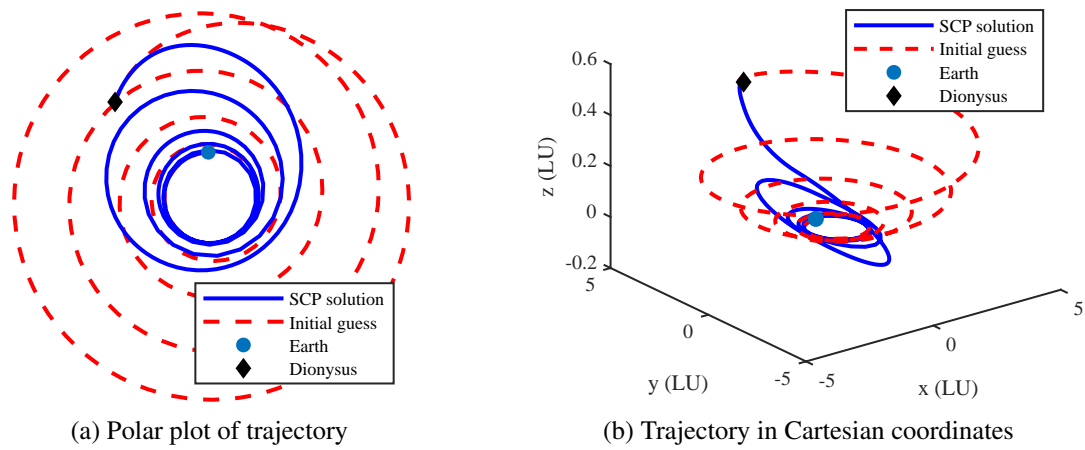 SCP solution
Initial guess
Earth
Dionysus
(a) Polar plot of trajectory
SCP solution
Initial guess
Earth
Dionysus
0.6
0.4
0.2
0
-0.2
z (LU)
5
0
-5
y (LU)
-5
0
5
x (LU)
(b) Trajectory in Cartesian coordinates